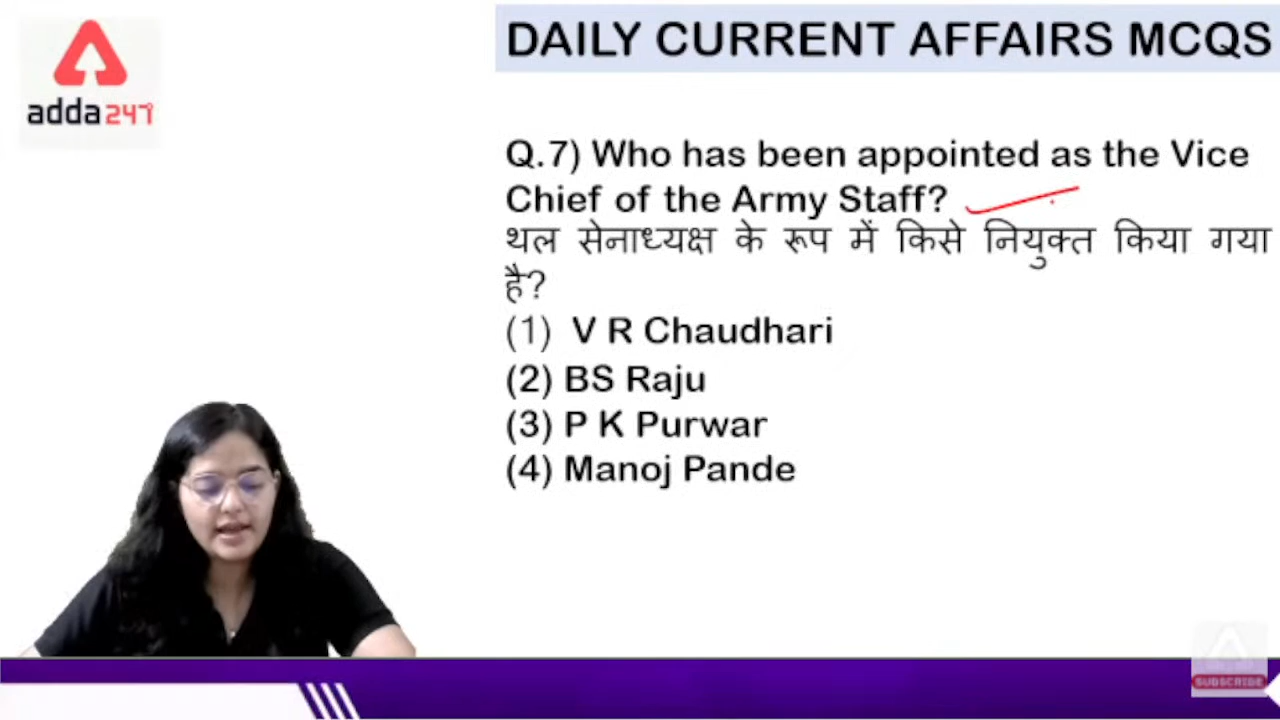 adda247
DAILY CURRENT AFFAIRS MCQS
Q.7) Who has been appointed as the Vice
Chief of the Army Staff?
थल सेनाध्यक्ष के रूप में किसे नियुक्त किया गया
है?
(1) V R Chaudhari
(2) BS Raju
(3) P K Purwar
(4) Manoj Pande
SUBSCRIBE